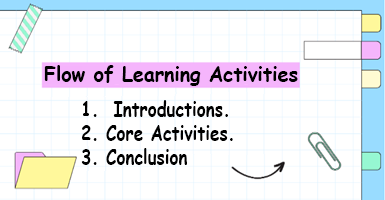 Flow of Learning Activities
1. Introductions.
2. Core Activities.
3. Conclusion